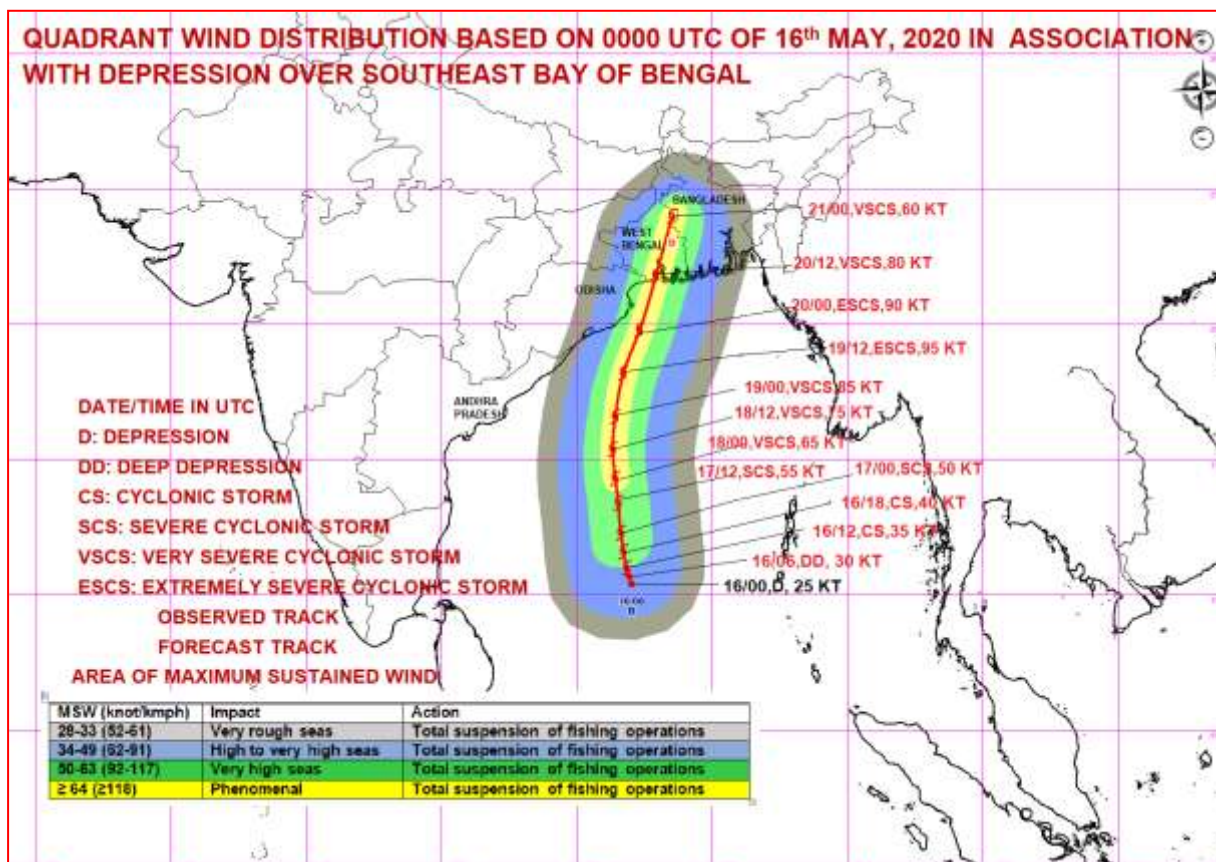 QUADRANT WIND DISTRIBUTION BASED ON 0000 UTC OF 16th MAY, 2020 IN ASSOCIATION
WITH DEPRESSION OVER SOUTHEAST BAY OF BENGAL
BANGLADESH
21/00,VSCS,60 KT
WEST
BENGAL
20/12,VSCS,80 KT
ODISHA
20/00,ESCS,90 KT
19/12,ESCS,95 KT
19/00,VSCS,85 KT
ANDHRA
PRADESH
18/12,VSCS,75 KT
18/00,VSCS,65 KT
17/12,SCS,55 KT
17/00,SCS,50 KT
16/18,CS,40 KT
16/12,CS,35 KT
16/06,DD, 30 KT
16/00,D, 25 KT
16/00
D
DATE/TIME IN UTC
D: DEPRESSION
DD: DEEP DEPRESSION
CS: CYCLONIC STORM
SCS: SEVERE CYCLONIC STORM
VSCS: VERY SEVERE CYCLONIC STORM
ESCS: EXTREMELY SEVERE CYCLONIC STORM
OBSERVED TRACK
FORECAST TRACK
AREA OF MAXIMUM SUSTAINED WIND
MSW (knot/kmph) Impact Action
28-33 (52-61) Very rough seas Total suspension of fishing operations
34-49 (62-91) High to very high seas Total suspension of fishing operations
50-63 (92-117) Very high seas Total suspension of fishing operations
≥ 64 (≥118) Phenomenal Total suspension of fishing operations